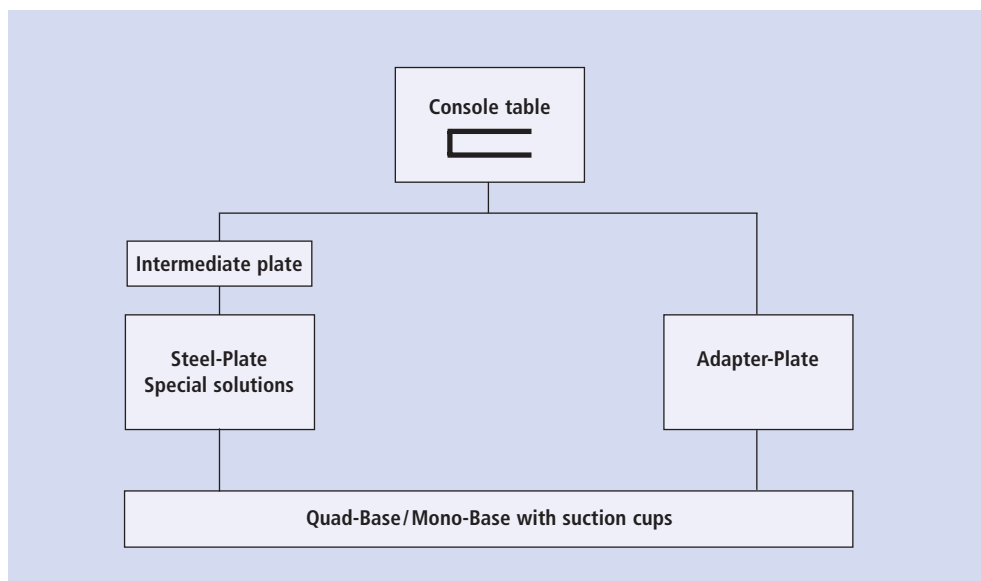 Console table
Intermediate plate
Steel-Plate
Special solutions
Adapter-Plate
Quad-Base/Mono-Base with suction cups